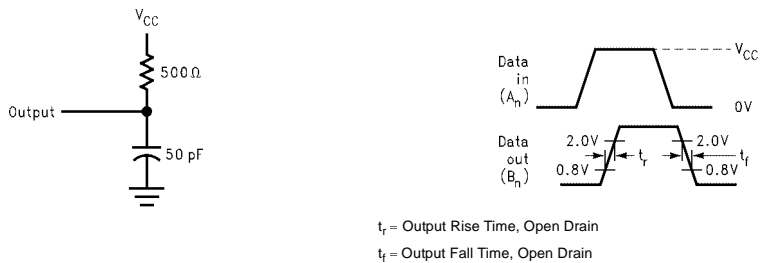 V_CC
500Ω
Output
50 pF
Data
in
(A_n)
V_CC
0V
Data
out
(B_n)
2.0V
0.8V
t_r
2.0V
0.8V
t_f
t_r = Output Rise Time, Open Drain
t_f = Output Fall Time, Open Drain